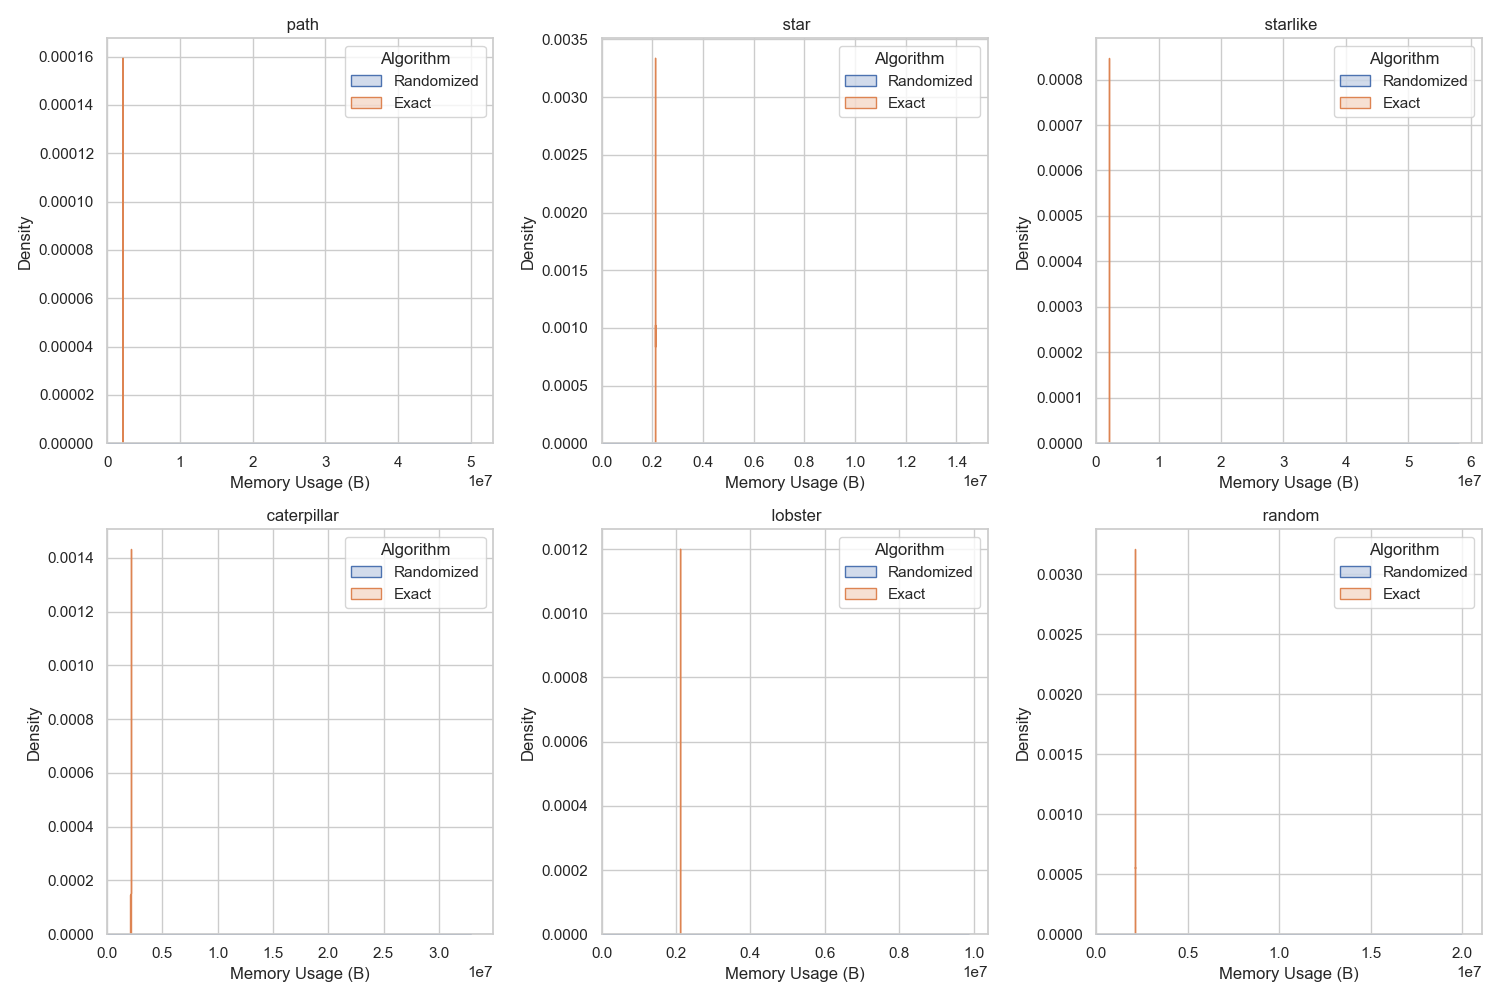 path
Algorithm
Randomized
Exact
0.00016
0.00014
0.00012
0.00010
0.00008
0.00006
0.00004
0.00002
0.00000
Density
0 1 2 3 4 5
1e7
Memory Usage (B)
star
Algorithm
Randomized
Exact
0.0035
0.0030
0.0025
0.0020
0.0015
0.0010
0.0005
0.0000
Density
0.0 0.2 0.4 0.6 0.8 1.0 1.2 1.4
1e7
Memory Usage (B)
starlike
Algorithm
Randomized
Exact
0.0008
0.0007
0.0006
0.0005
0.0004
0.0003
0.0002
0.0001
0.0000
Density
0 1 2 3 4 5 6
1e7
Memory Usage (B)
caterpillar
Algorithm
Randomized
Exact
0.0014
0.0012
0.0010
0.0008
0.0006
0.0004
0.0002
0.0000
Density
0.0 0.5 1.0 1.5 2.0 2.5 3.0
1e7
Memory Usage (B)
lobster
Algorithm
Randomized
Exact
0.0012
0.0010
0.0008
0.0006
0.0004
0.0002
0.0000
Density
0.0 0.2 0.4 0.6 0.8 1.0
1e7
Memory Usage (B)
random
Algorithm
Randomized
Exact
0.0030
0.0025
0.0020
0.0015
0.0010
0.0005
0.0000
Density
0.0 0.5 1.0 1.5 2.0
1e7
Memory Usage (B)